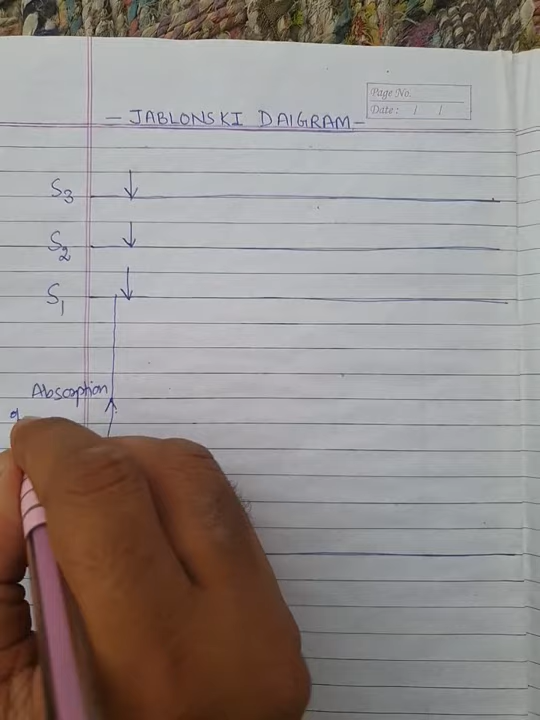 Page No.
Date : / /
- JABLONSKI DAIGRAM -
S3
S2
S1
Absorption